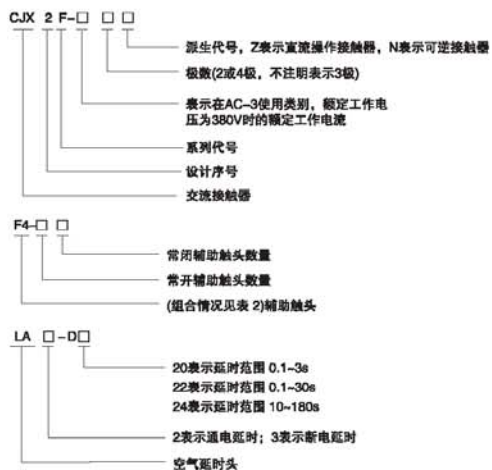 CJX 2 F-□ □ □
派生代号，Z表示直流操作接触器，N表示可逆接触器
极数(2或4极，不注明表示3极)
表示在AC-3使用类别，额定工作电
压为380V时的额定工作电流
系列代号
设计序号
交流接触器
F4-□ □
常闭辅助触头数量
常开辅助触头数量
(组合情况见表 2)辅助触头
LA □-D□
20表示延时范围 0.1~3s
22表示延时范围 0.1~30s
24表示延时范围 10~180s
2表示通电延时；3表示断电延时
空气延时头